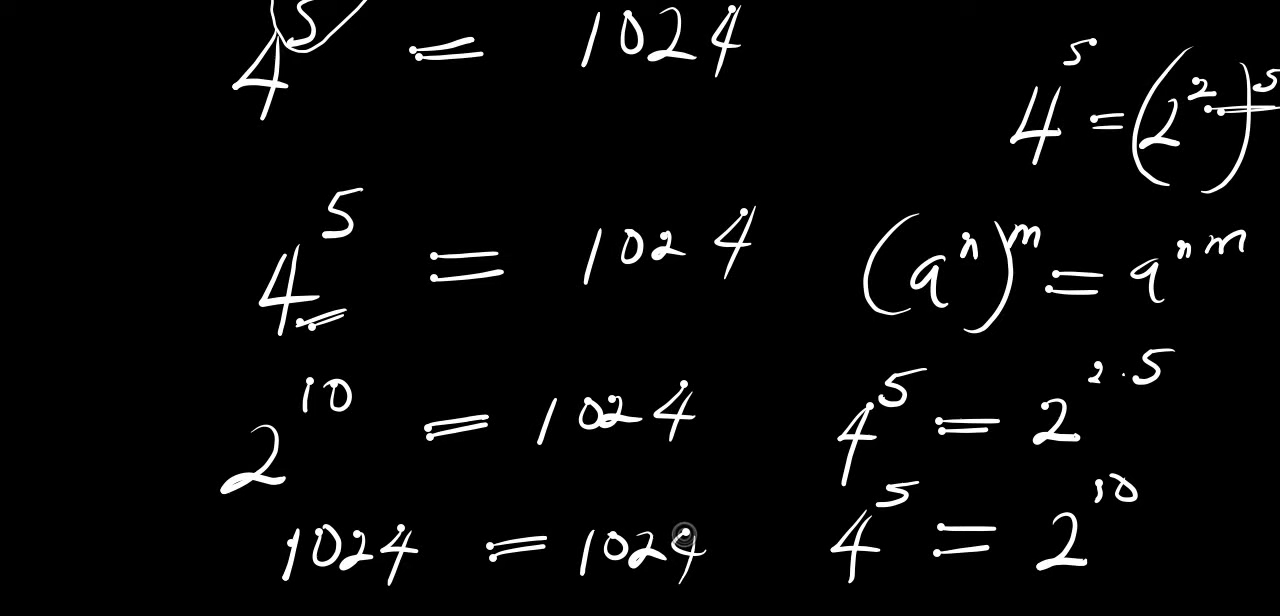 4^5 = 1024
4^5 = (2^2)^5
4^5 = 1024
(a^n)^m = a^{nm}
2^{10} = 1024
4^5 = 2^{2·5}
1024 = 1024
4^5 = 2^{10}